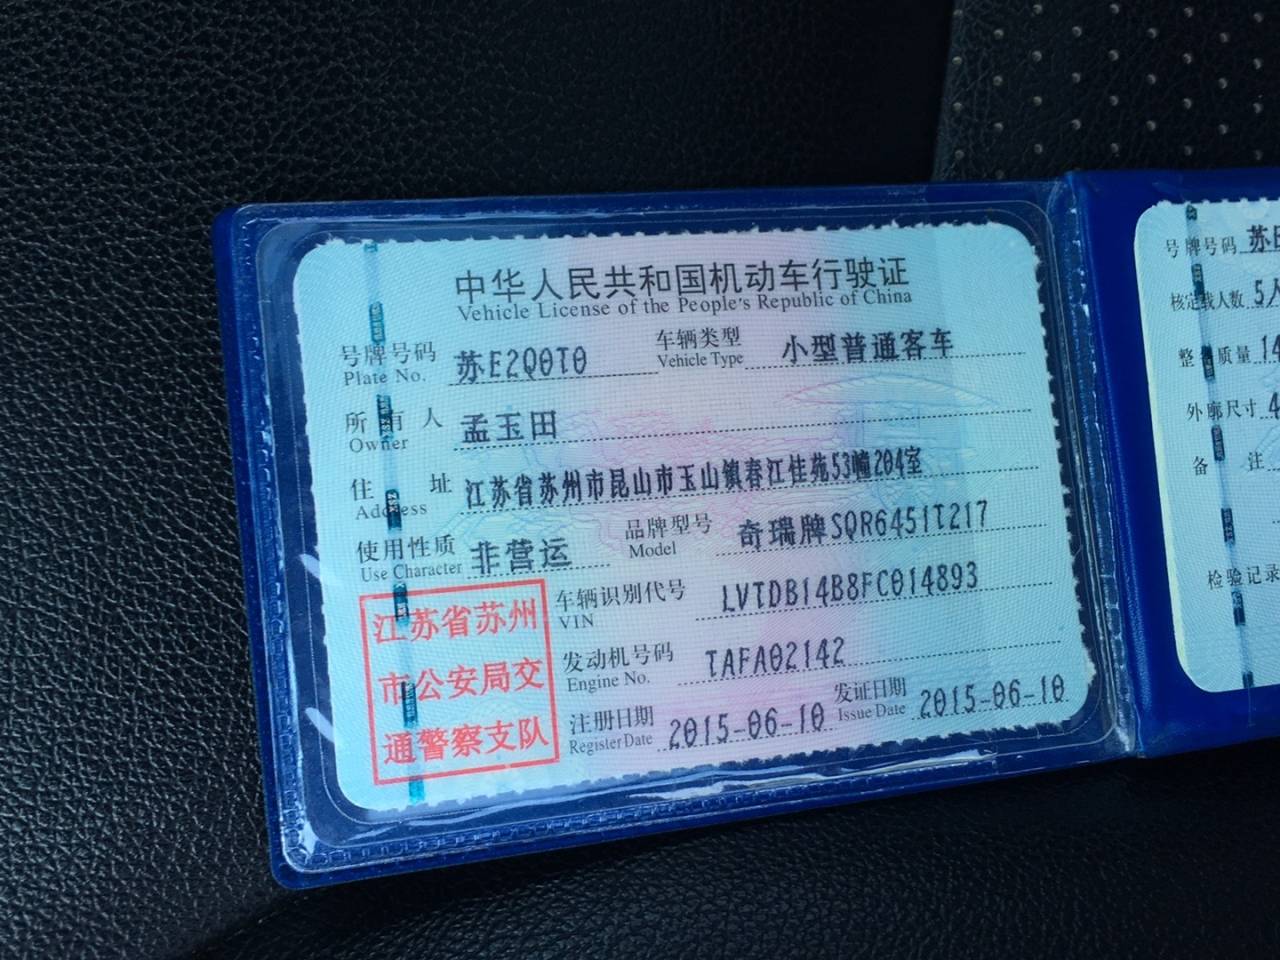 中华人民共和国机动车行驶证
Vehicle License of the People's Republic of China
号牌号码 苏E2Q0T0 车辆类型 小型普通客车
Plate No. Vehicle Type
所有人 孟玉田
Owner
住址 江苏省苏州市昆山市玉山镇春江佳苑53幢204室
Address
使用性质 非营运 品牌型号 奇瑞牌SQR6451T217
Use Character Model
车辆识别代号 LVTDB14B8FC014893
VIN
发动机号码 TAFA02142
Engine No.
注册日期 2015-06-10 发证日期 2015-06-10
Register Date Issue Date
江苏省苏州
市公安局交
通警察支队
号牌号码 苏E
核定载人数 5人
整备质量 14
外廓尺寸 4
备注
检验记录